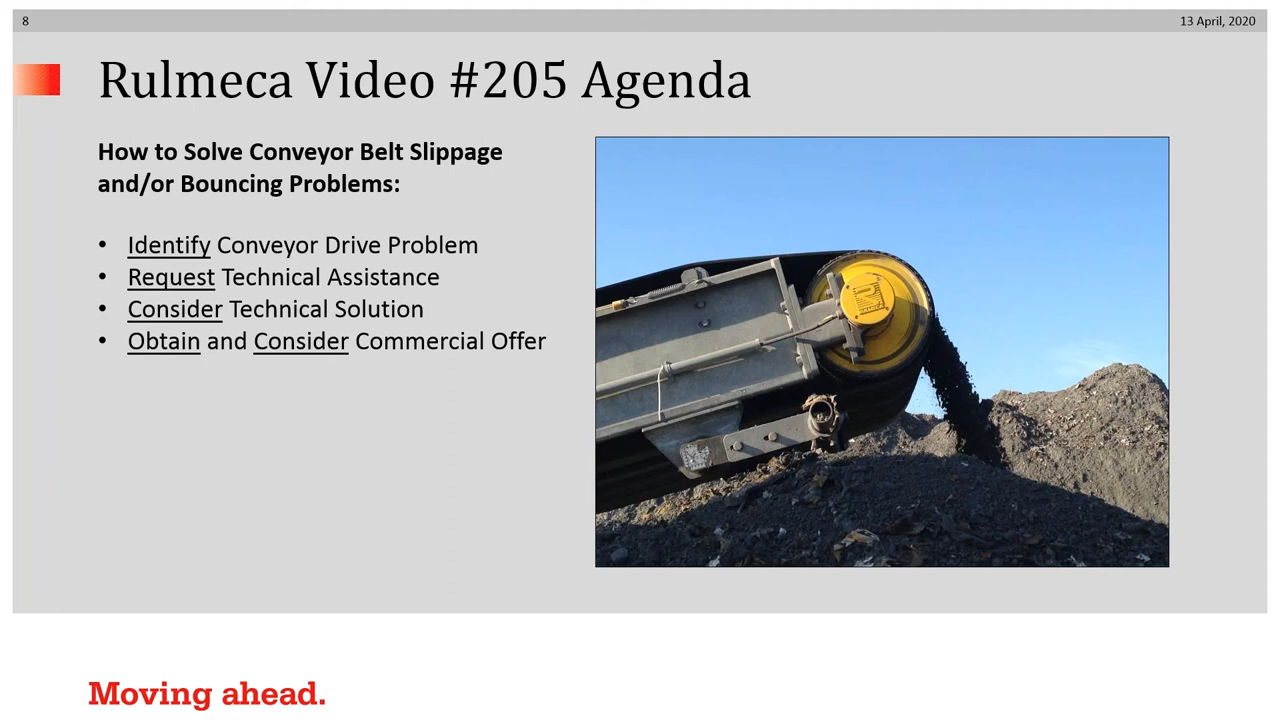 8
13 April, 2020
Rulmeca Video #205 Agenda
How to Solve Conveyor Belt Slippage
and/or Bouncing Problems:
• Identify Conveyor Drive Problem
• Request Technical Assistance
• Consider Technical Solution
• Obtain and Consider Commercial Offer
Moving ahead.